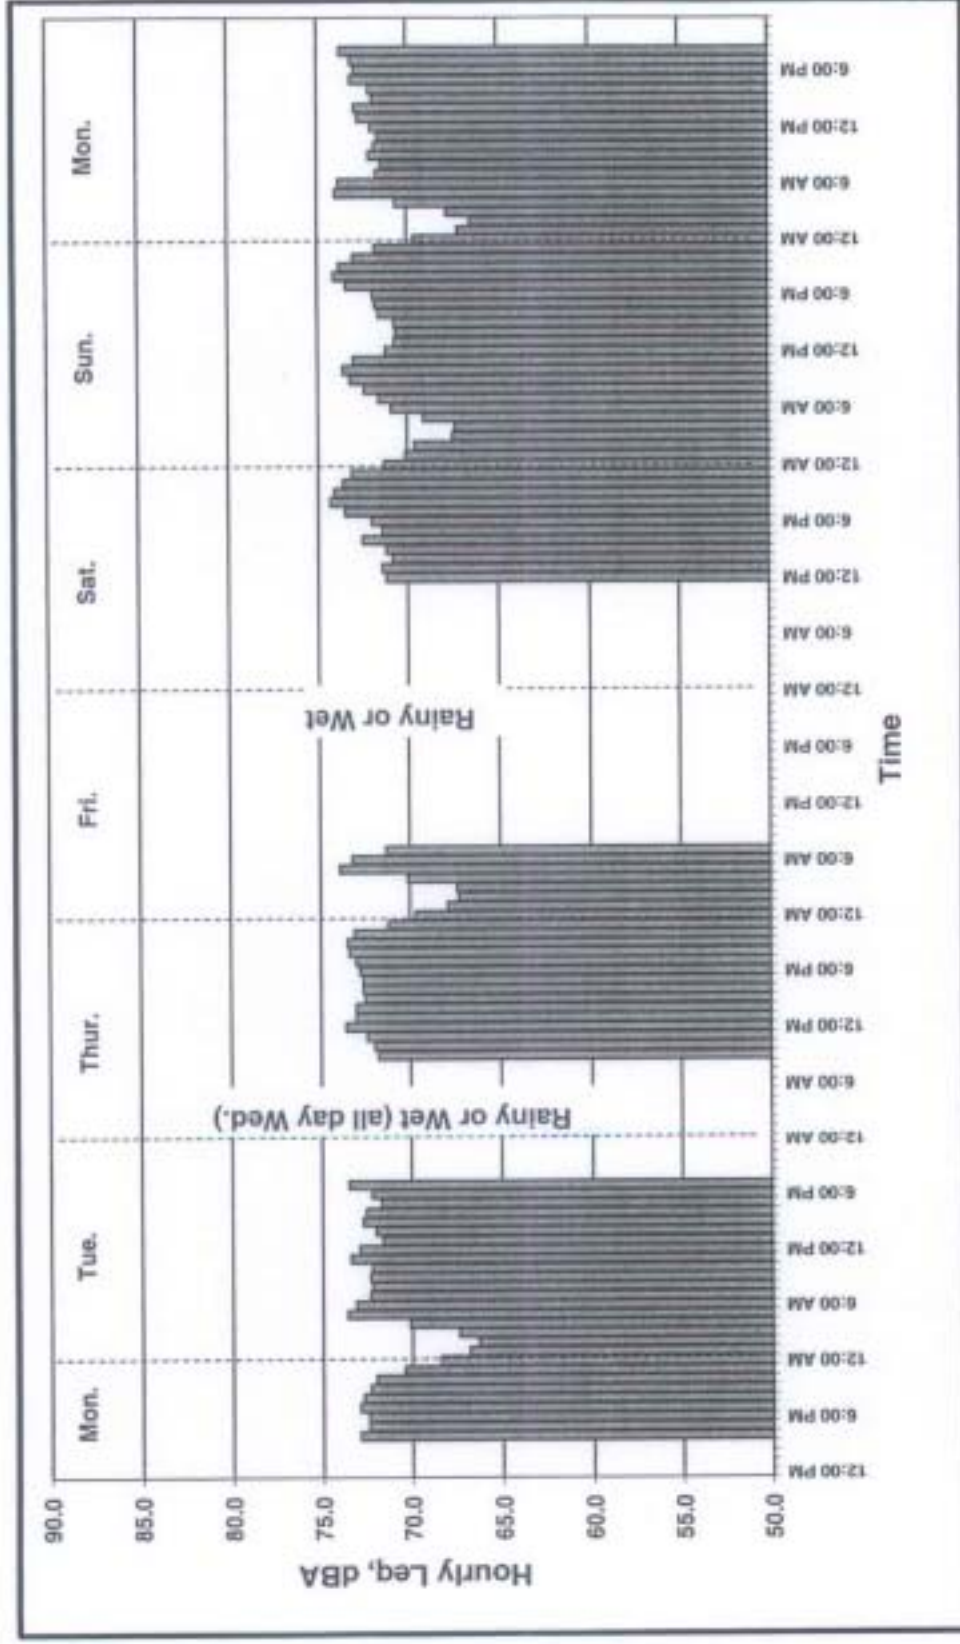 Mon.
Tue.
Thur.
Fri.
Sat.
Sun.
Mon.
90.0
85.0
80.0
75.0
70.0
65.0
60.0
55.0
50.0
Hourly Leq, dBA
Rainy or Wet (all day Wed.)
Rainy or Wet
12:00 PM
6:00 PM
12:00 AM
6:00 AM
12:00 PM
6:00 PM
12:00 AM
6:00 AM
12:00 PM
6:00 PM
12:00 AM
6:00 AM
12:00 PM
6:00 PM
12:00 AM
6:00 AM
12:00 PM
6:00 PM
12:00 AM
6:00 AM
12:00 PM
6:00 PM
12:00 AM
6:00 AM
12:00 PM
6:00 PM
Time